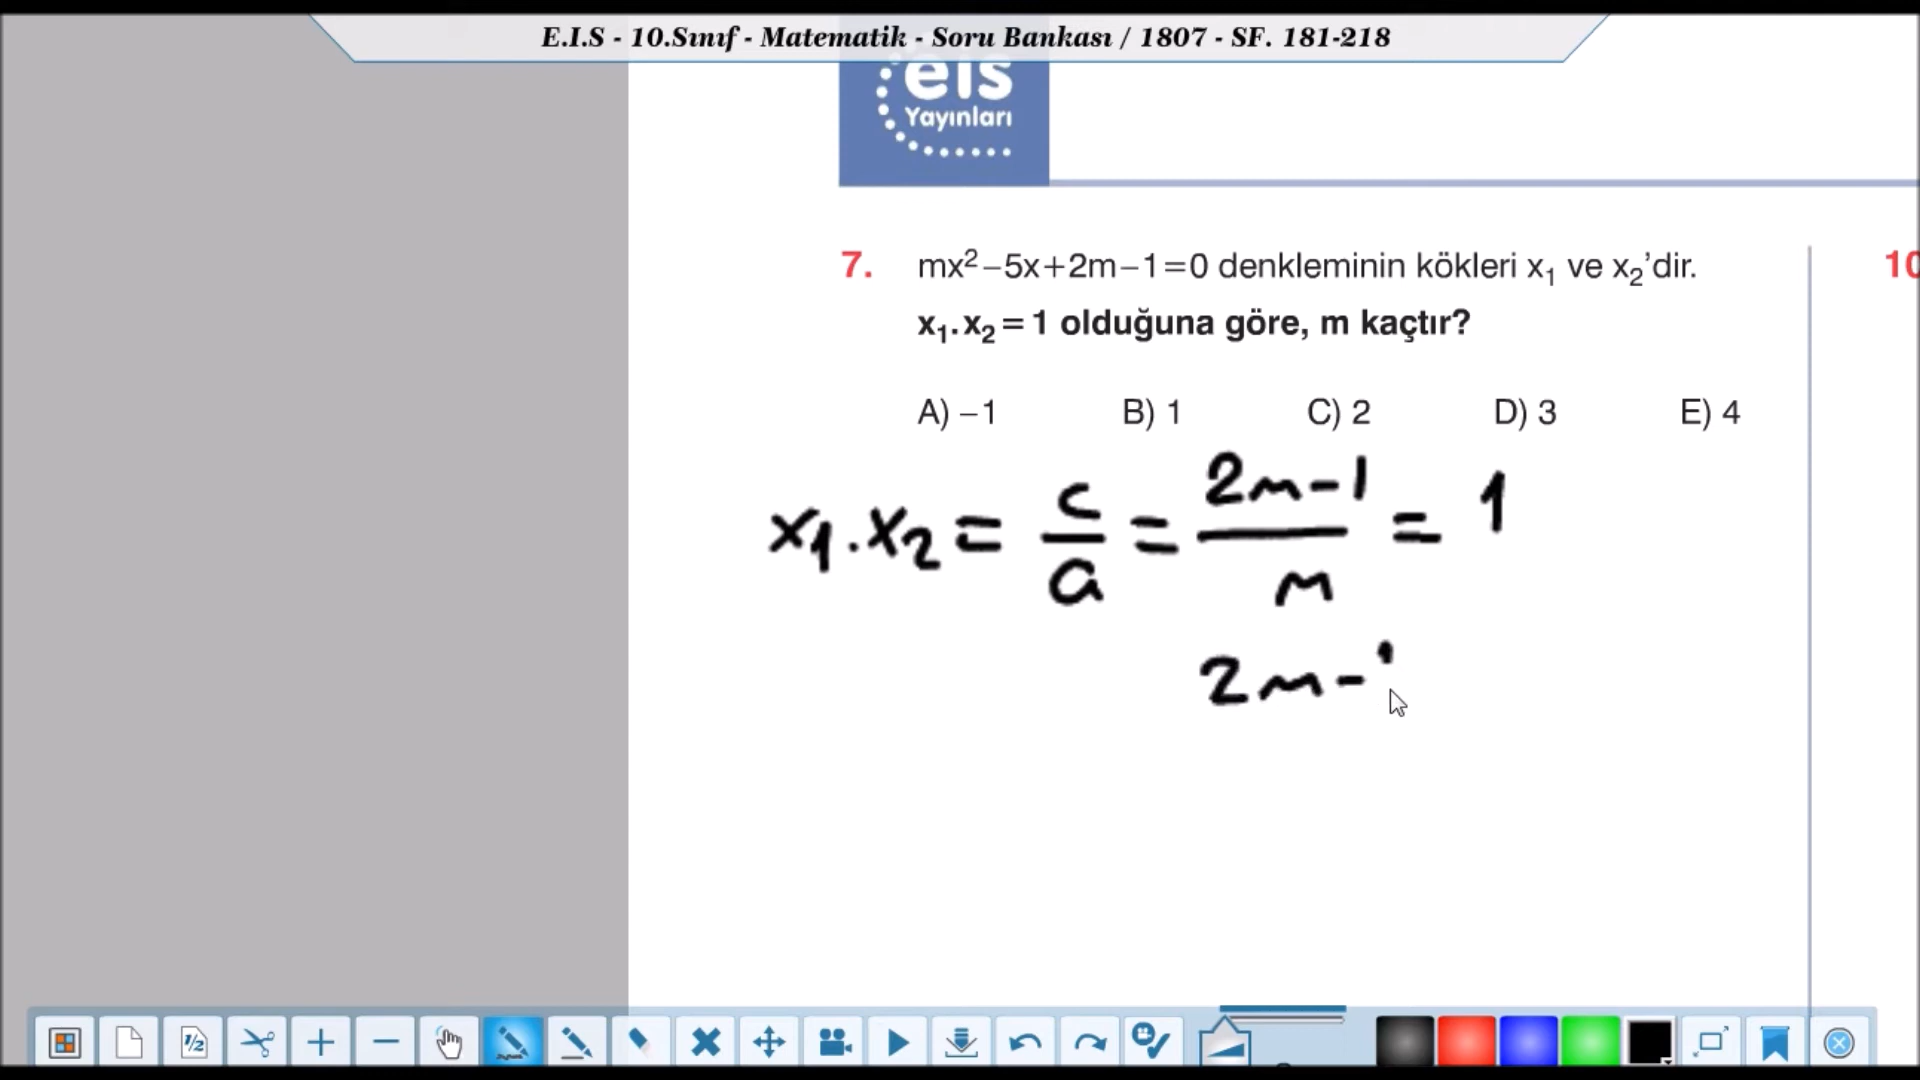 E.I.S - 10.Sınıf - Matematik - Soru Bankası / 1807 - SF. 181-218
eis
Yayınları
7. mx²−5x+2m−1=0 denkleminin kökleri x₁ ve x₂'dir.
x₁.x₂=1 olduğuna göre, m kaçtır?
A) −1 B) 1 C) 2 D) 3 E) 4
10
x₁.x₂ = c/a = 2m-1/m = 1
2m-
1/2